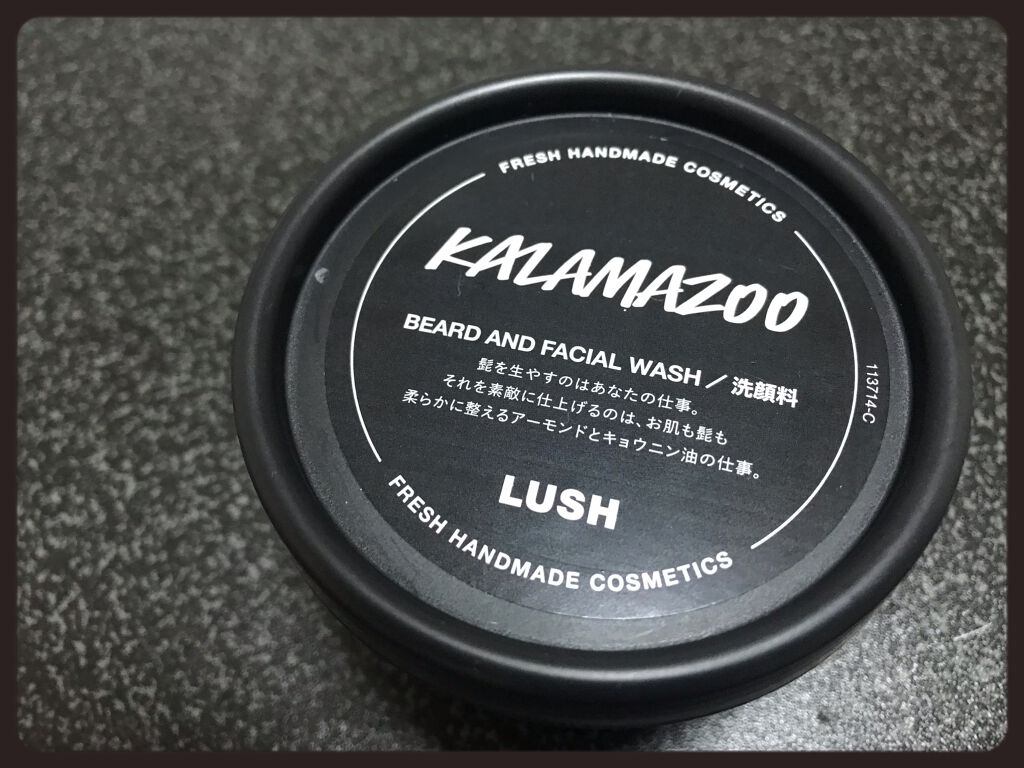 FRESH HANDMADE COSMETICS
KALAMAZOO
BEARD AND FACIAL WASH / 洗顔料
髭を生やすのはあなたの仕事。
それを素敵に仕上げるのは、お肌も髭も
柔らかに整えるアーモンドとキョウニン油の仕事。
LUSH
FRESH HANDMADE COSMETICS
113714-C